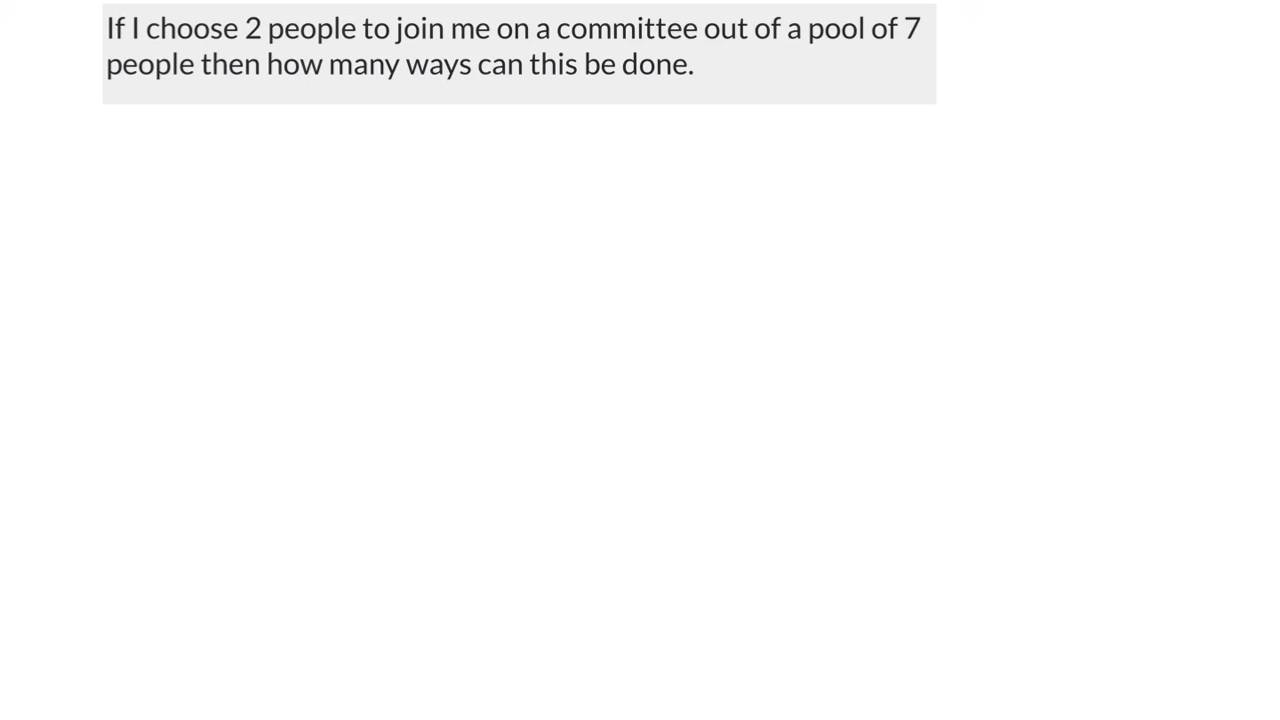 If I choose 2 people to join me on a committee out of a pool of 7
people then how many ways can this be done.